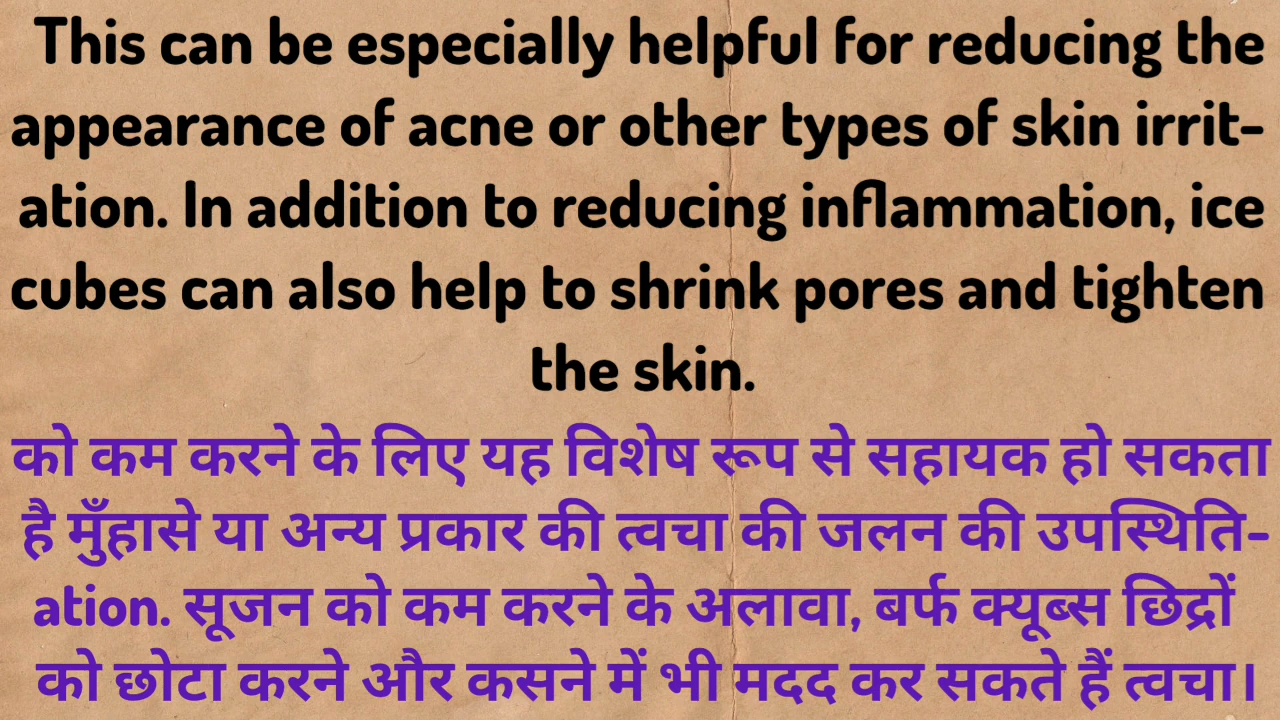 This can be especially helpful for reducing the
appearance of acne or other types of skin irrit-
ation. In addition to reducing inflammation, ice
cubes can also help to shrink pores and tighten
the skin.
को कम करने के लिए यह विशेष रूप से सहायक हो सकता
है मुँहासे या अन्य प्रकार की त्वचा की जलन की उपस्थिति-
ation. सूजन को कम करने के अलावा, बर्फ क्यूब्स छिद्रों
को छोटा करने और कसने में भी मदद कर सकते हैं त्वचा।